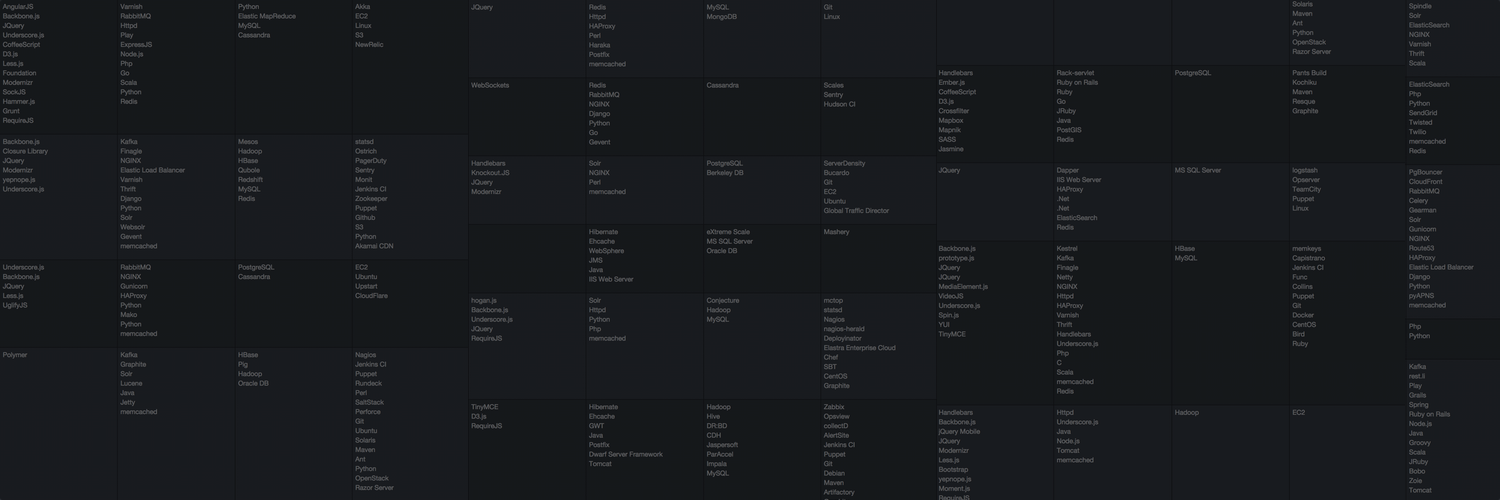 AngularJS
Backbone.js
JQuery
Underscore.js
CoffeeScript
D3.js
Less.js
Foundation
Modernizr
SockJS
Hammer.js
Grunt
RequireJS
Varnish
RabbitMQ
Httpd
Play
ExpressJS
Node.js
Php
Go
Scala
Python
Redis
Python
Elastic MapReduce
MySQL
Cassandra
Akka
EC2
Linux
S3
NewRelic
Backbone.js
Closure Library
JQuery
Modernizr
yepnope.js
Underscore.js
Kafka
Finagle
NGINX
Elastic Load Balancer
Varnish
Thrift
Django
Python
Solr
Websolr
Gevent
memcached
Mesos
Hadoop
HBase
Qubole
Redshift
MySQL
Redis
statsd
Ostrich
PagerDuty
Sentry
Monit
Jenkins CI
Zookeeper
Puppet
Github
S3
Python
Akamai CDN
Underscore.js
Backbone.js
JQuery
Less.js
UglifyJS
RabbitMQ
NGINX
Gunicorn
HAProxy
Python
Mako
Python
memcached
PostgreSQL
Cassandra
EC2
Ubuntu
Upstart
CloudFlare
Polymer
Kafka
Graphite
Solr
Lucene
Java
Jetty
memcached
HBase
Pig
Hadoop
Oracle DB
Nagios
Jenkins CI
Puppet
Rundeck
Perl
SaltStack
Perforce
Git
Ubuntu
Solaris
Maven
Ant
Python
OpenStack
Razor Server
JQuery
Redis
Httpd
HAProxy
Perl
Haraka
Postfix
memcached
MySQL
MongoDB
Git
Linux
WebSockets
Redis
RabbitMQ
NGINX
Django
Python
Go
Gevent
Cassandra
Scales
Sentry
Hudson CI
Handlebars
Knockout.JS
JQuery
Modernizr
Solr
NGINX
Perl
memcached
PostgreSQL
Berkeley DB
ServerDensity
Bucardo
Git
EC2
Ubuntu
Global Traffic Director
Hibernate
Ehcache
WebSphere
JMS
Java
IIS Web Server
eXtreme Scale
MS SQL Server
Oracle DB
Mashery
hogan.js
Backbone.js
Underscore.js
JQuery
RequireJS
Solr
Httpd
Python
Php
memcached
Conjecture
Hadoop
MySQL
mctop
statsd
Nagios
nagios-herald
Deployinator
Elastra Enterprise Cloud
Chef
SBT
CentOS
Graphite
TinyMCE
D3.js
RequireJS
Hibernate
Ehcache
GWT
Java
Postfix
Dwarf Server Framework
Tomcat
Hadoop
Hive
DR:BD
CDH
Jaspersoft
ParAccel
Impala
MySQL
Zabbix
Opsview
collectD
AlertSite
Jenkins CI
Puppet
Git
Debian
Maven
Artifactory
Solaris
Maven
Ant
Python
OpenStack
Razor Server
Handlebars
Ember.js
CoffeeScript
D3.js
Crossfilter
Mapbox
Mapnik
SASS
Jasmine
Rack-servlet
Ruby on Rails
Ruby
Go
JRuby
Java
PostGIS
Redis
PostgreSQL
Pants Build
Kochiku
Maven
Resque
Graphite
JQuery
Dapper
IIS Web Server
HAProxy
.Net
.Net
ElasticSearch
Redis
MS SQL Server
logstash
Opserver
TeamCity
Puppet
Linux
Backbone.js
prototype.js
JQuery
JQuery
MediaElement.js
VideoJS
Underscore.js
Spin.js
YUI
TinyMCE
Kestrel
Kafka
Finagle
Netty
NGINX
Httpd
HAProxy
Varnish
Thrift
Handlebars
Underscore.js
Php
C
Scala
memcached
Redis
HBase
MySQL
memkeys
Capistrano
Jenkins CI
Func
Collins
Puppet
Git
Docker
CentOS
Bird
Ruby
Handlebars
Backbone.js
jQuery Mobile
JQuery
Modernizr
Less.js
Bootstrap
yepnope.js
Moment.js
RequireJS
Httpd
Underscore.js
Java
Node.js
Tomcat
memcached
Hadoop
EC2
Spindle
Solr
ElasticSearch
NGINX
Varnish
Thrift
Scala
ElasticSearch
Php
Python
SendGrid
Twisted
Twilio
memcached
Redis
PgBouncer
CloudFront
RabbitMQ
Celery
Gearman
Solr
Gunicorn
NGINX
Route53
HAProxy
Elastic Load Balancer
Django
Python
pyAPNS
memcached
Php
Python
Kafka
rest.li
Play
Grails
Spring
Ruby on Rails
Node.js
Java
Groovy
Scala
JRuby
Bobo
Zoie
Tomcat